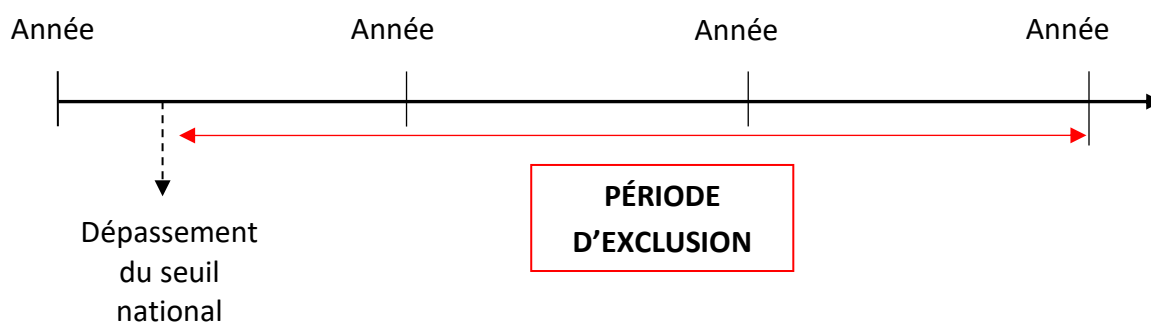 Année Année Année Année
PÉRIODE
D’EXCLUSION
Dépassement
du seuil
national